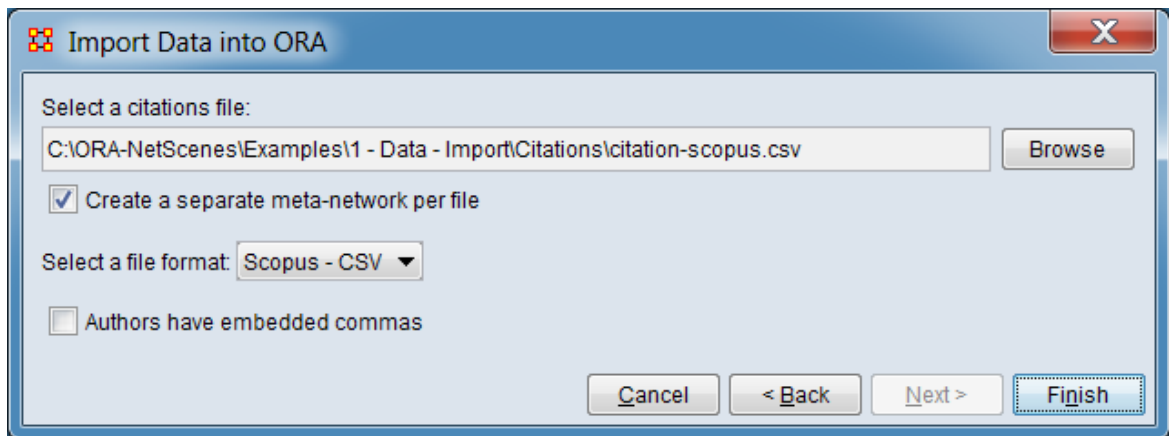 Import Data into ORA
Select a citations file:
C:\ORA-NetScenes\Examples\1 - Data - Import\Citations\citation-scopus.csv
Browse
Create a separate meta-network per file
Select a file format: Scopus - CSV
Authors have embedded commas
Cancel < Back Next > Finish